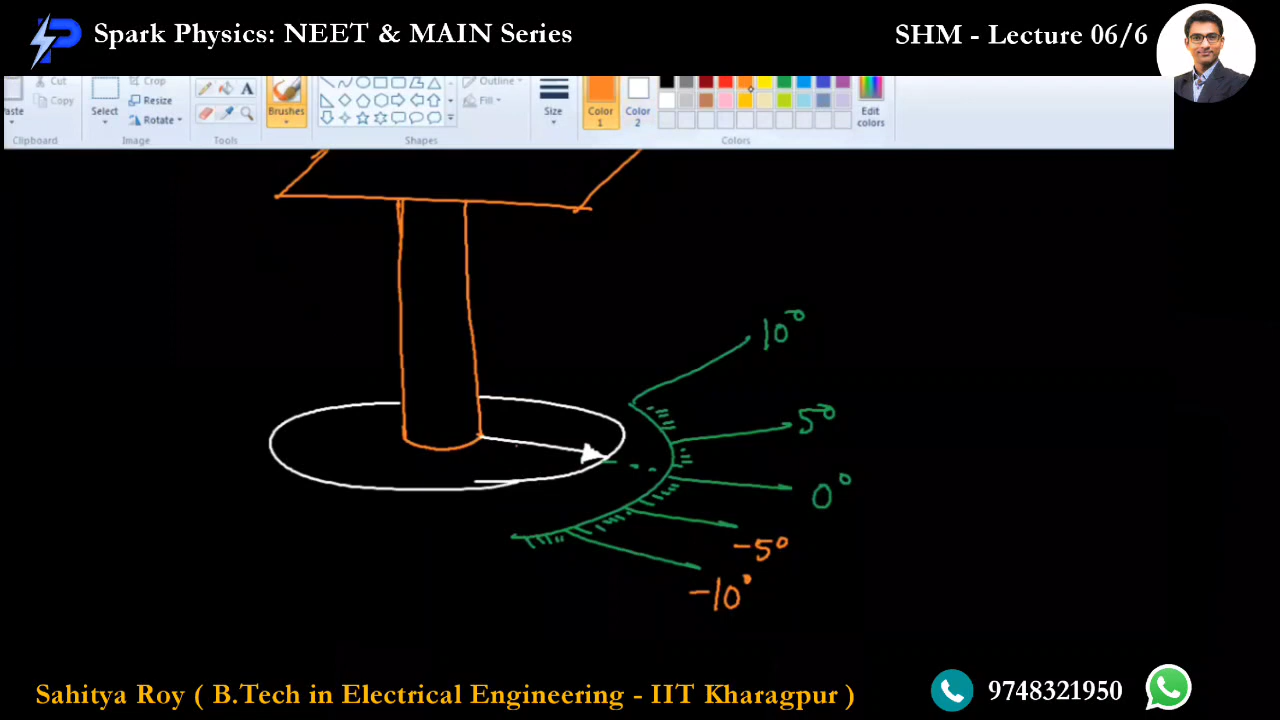 Spark Physics: NEET & MAIN Series
SHM - Lecture 06/6
Cut
Copy
Clipboard
Select
Crop
Resize
Rotate
Image
Tools
Brushes
Shapes
Outline
Fill
Size
Color 1
Color 2
Edit colors
Colors
10°
5°
0°
-5°
-10°
Sahitya Roy ( B.Tech in Electrical Engineering - IIT Kharagpur )
9748321950